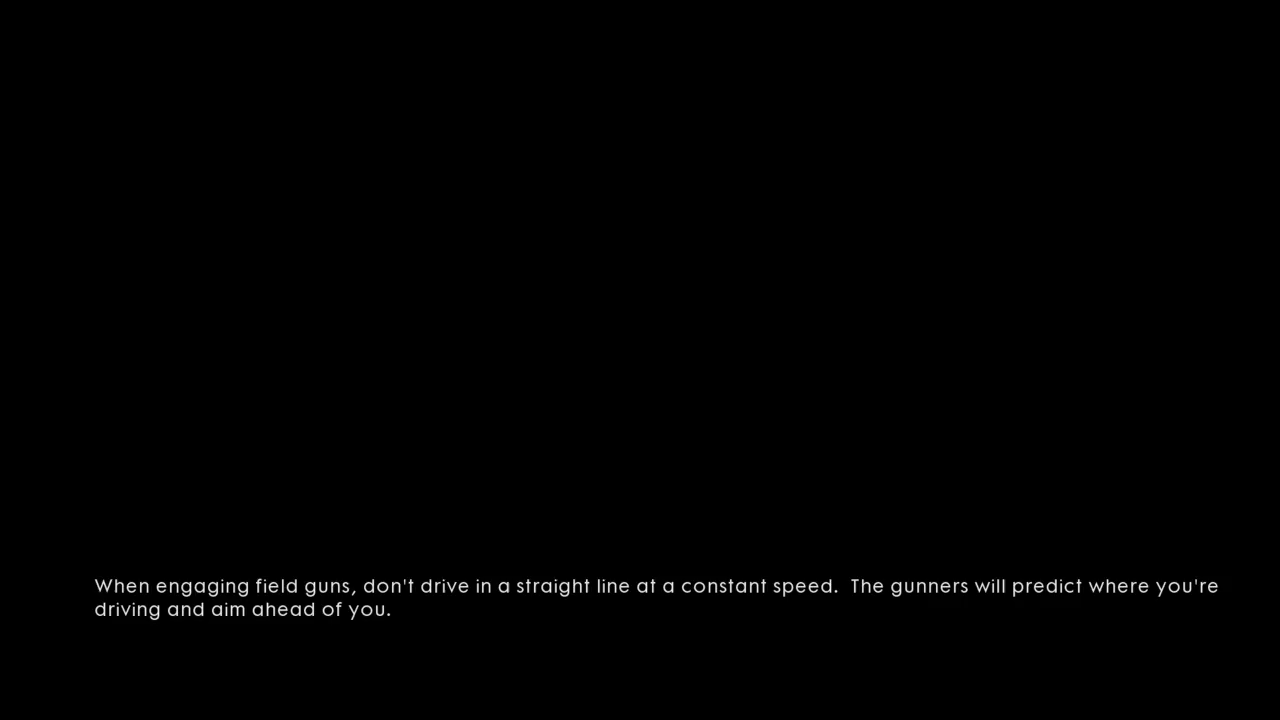 When engaging field guns, don't drive in a straight line at a constant speed.  The gunners will predict where you're
driving and aim ahead of you.